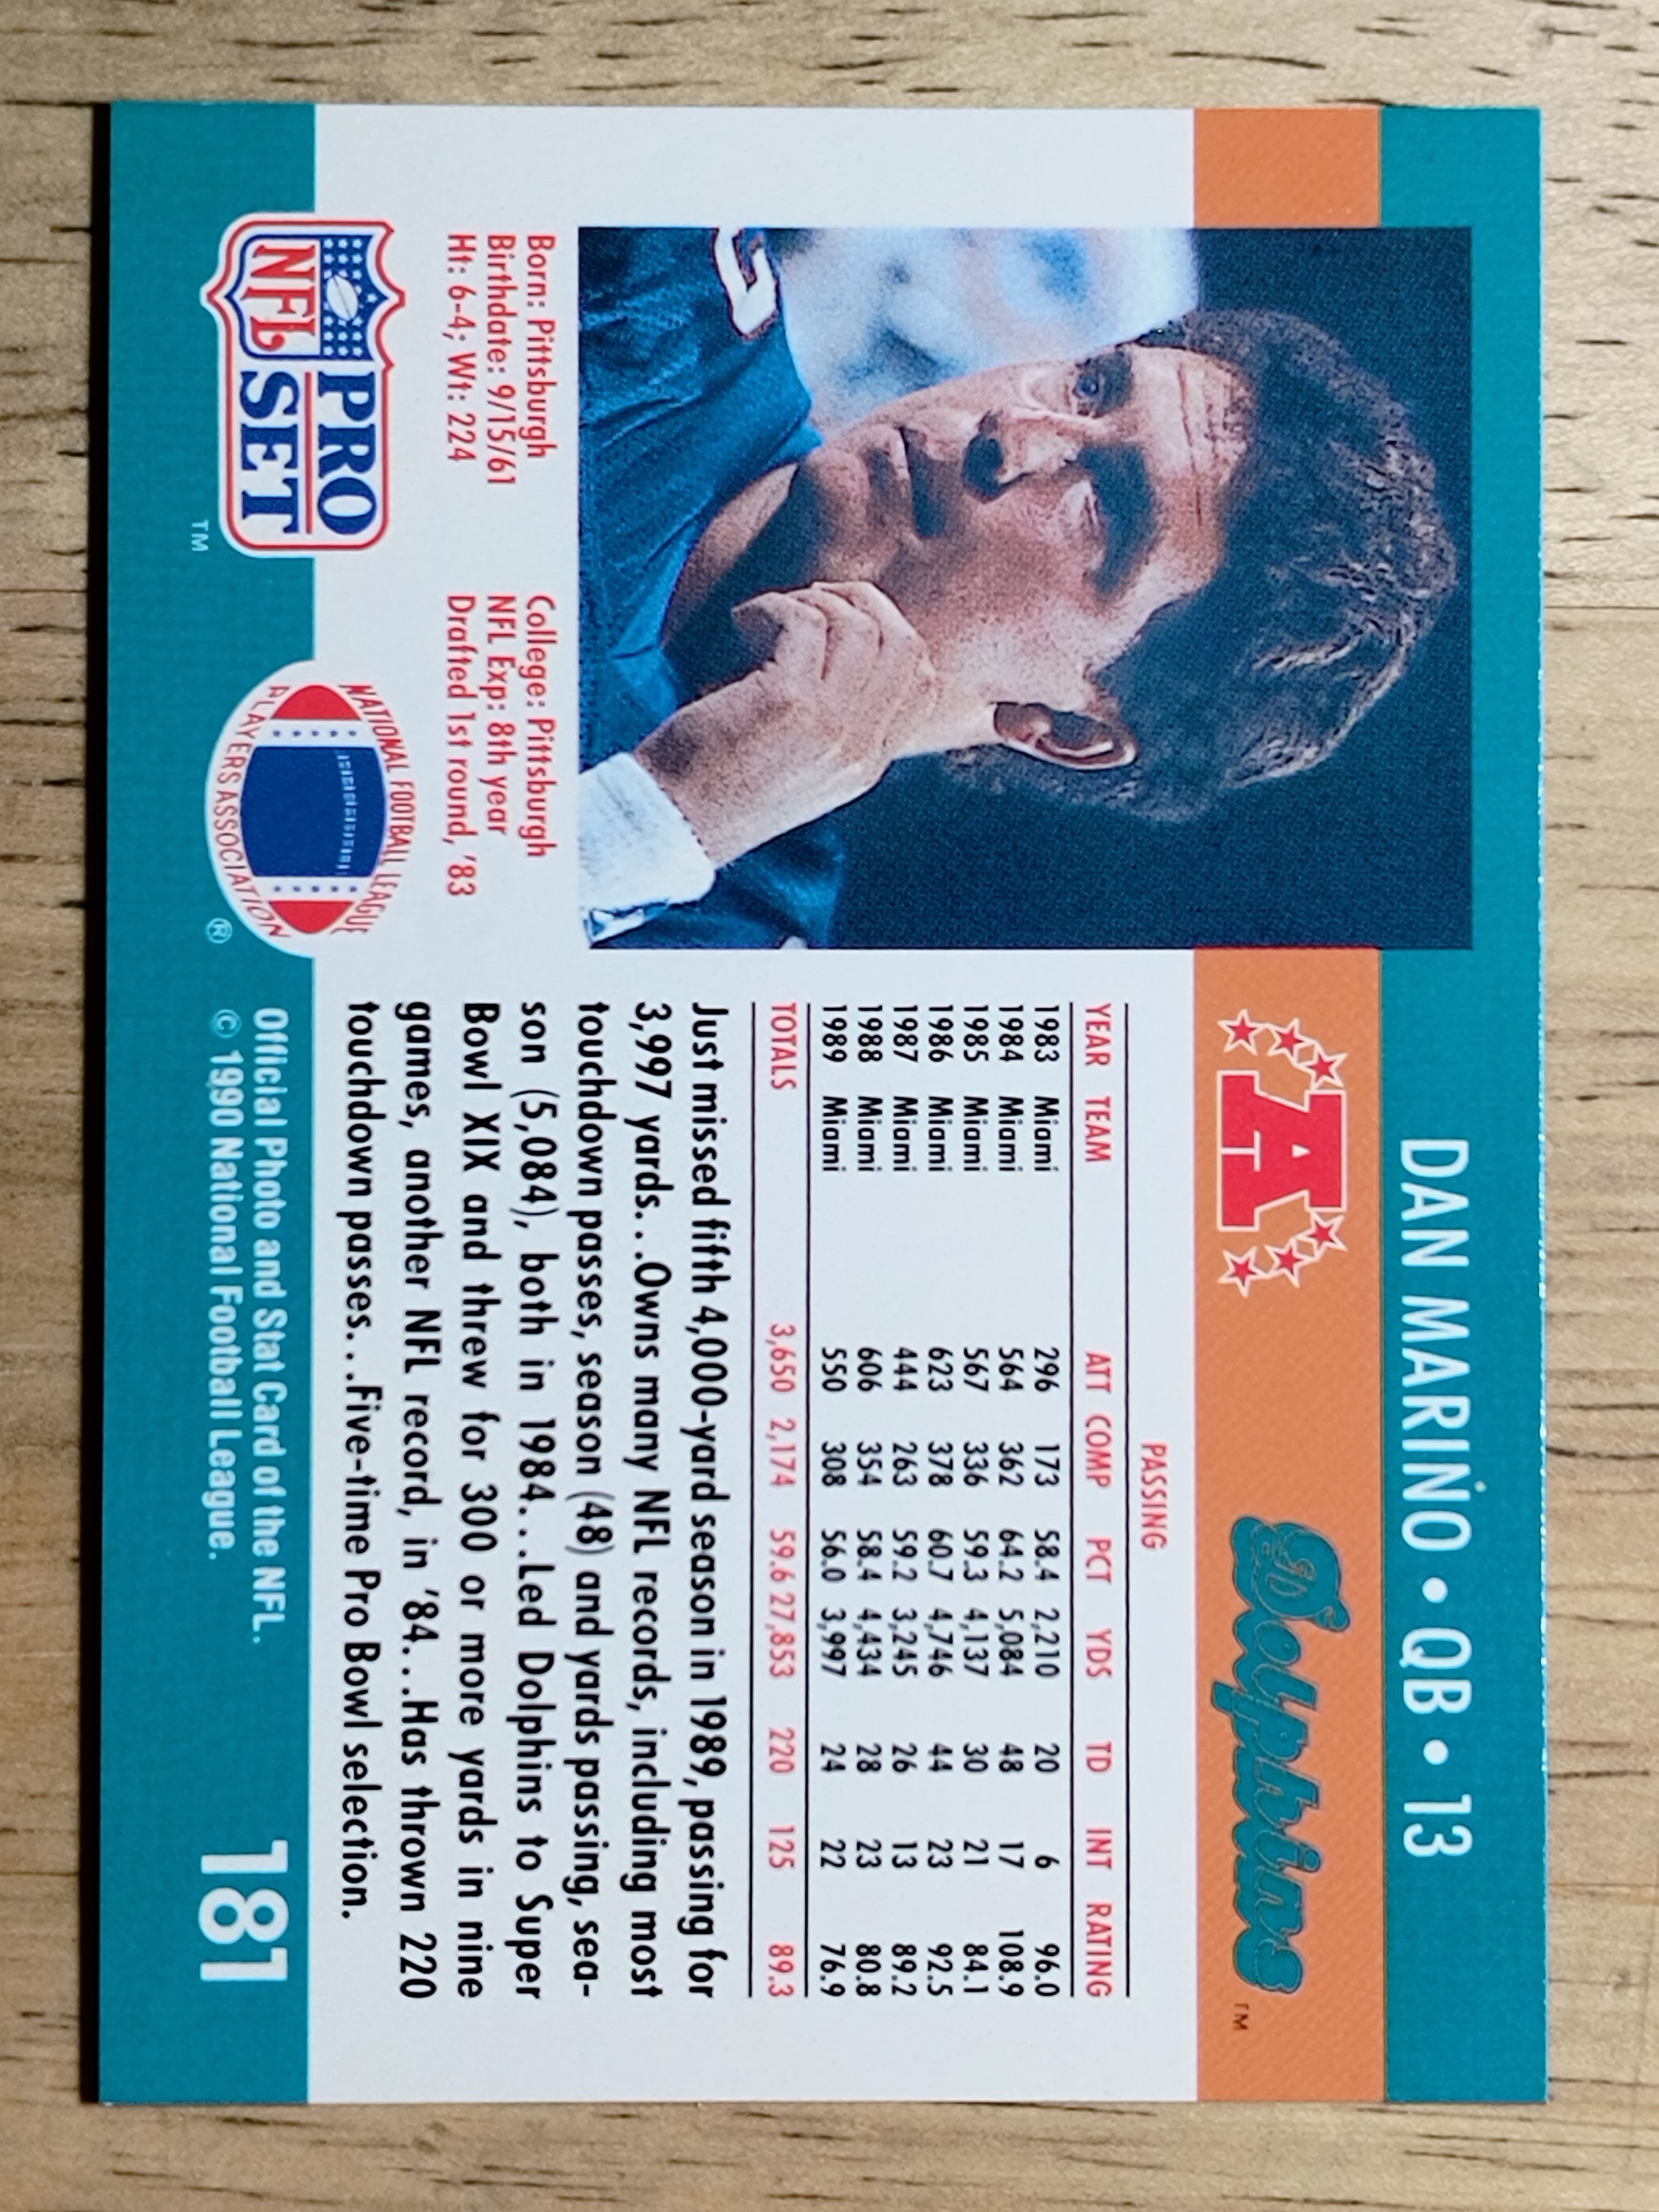 DAN MARINO • QB • 13
A
Dolphins TM
PASSING
YEAR TEAM ATT COMP PCT YDS TD INT RATING
1983 Miami 296 173 58.4 2,210 20 6 96.0
1984 Miami 564 362 64.2 5,084 48 17 108.9
1985 Miami 567 336 59.3 4,137 30 21 84.1
1986 Miami 623 378 60.7 4,746 44 23 92.5
1987 Miami 444 263 59.2 3,245 26 13 89.2
1988 Miami 606 354 58.4 4,434 28 23 80.8
1989 Miami 550 308 56.0 3,997 24 22 76.9
TOTALS 3,650 2,174 59.6 27,853 220 125 89.3
Just missed fifth 4,000-yard season in 1989, passing for
3,997 yards. . .Owns many NFL records, including most
touchdown passes, season (48) and yards passing, sea-
son (5,084), both in 1984. . .Led Dolphins to Super
Bowl XIX and threw for 300 or more yards in nine
games, another NFL record, in '84. . .Has thrown 220
touchdown passes. . .Five-time Pro Bowl selection.
Born: Pittsburgh
Birthdate: 9/15/61
Ht: 6-4; Wt: 224
College: Pittsburgh
NFL Exp: 8th year
Drafted 1st round, '83
NFL PRO SET TM
NATIONAL FOOTBALL LEAGUE
PLAYERS ASSOCIATION ®
Official Photo and Stat Card of the NFL.
© 1990 National Football League.
181